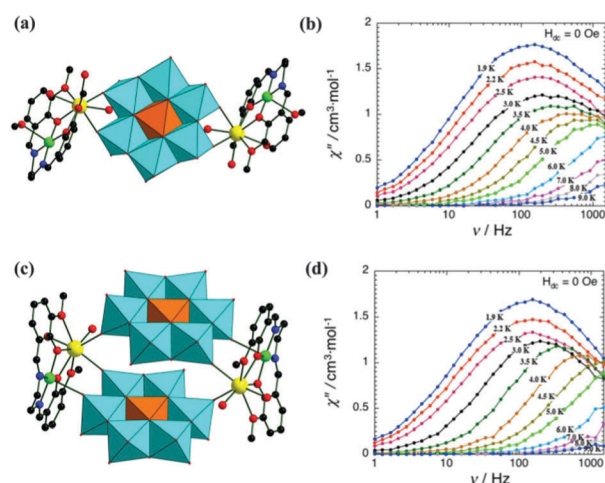 (a)
(b)
H_dc = 0 Oe
χ″ / cm³·mol⁻¹
2
1.5
1
0.5
0
1.9 K
2.2 K
2.5 K
3.0 K
3.5 K
4.0 K
4.5 K
5.0 K
6.0 K
7.0 K
8.0 K
9.0 K
1
10
100
1000
ν / Hz
(c)
(d)
H_dc = 0 Oe
χ″ / cm³·mol⁻¹
2
1.5
1
0.5
0
1.9 K
2.2 K
2.5 K
3.0 K
3.5 K
4.0 K
4.5 K
5.0 K
6.0 K
7.0 K
8.0 K
1
10
100
1000
ν / Hz